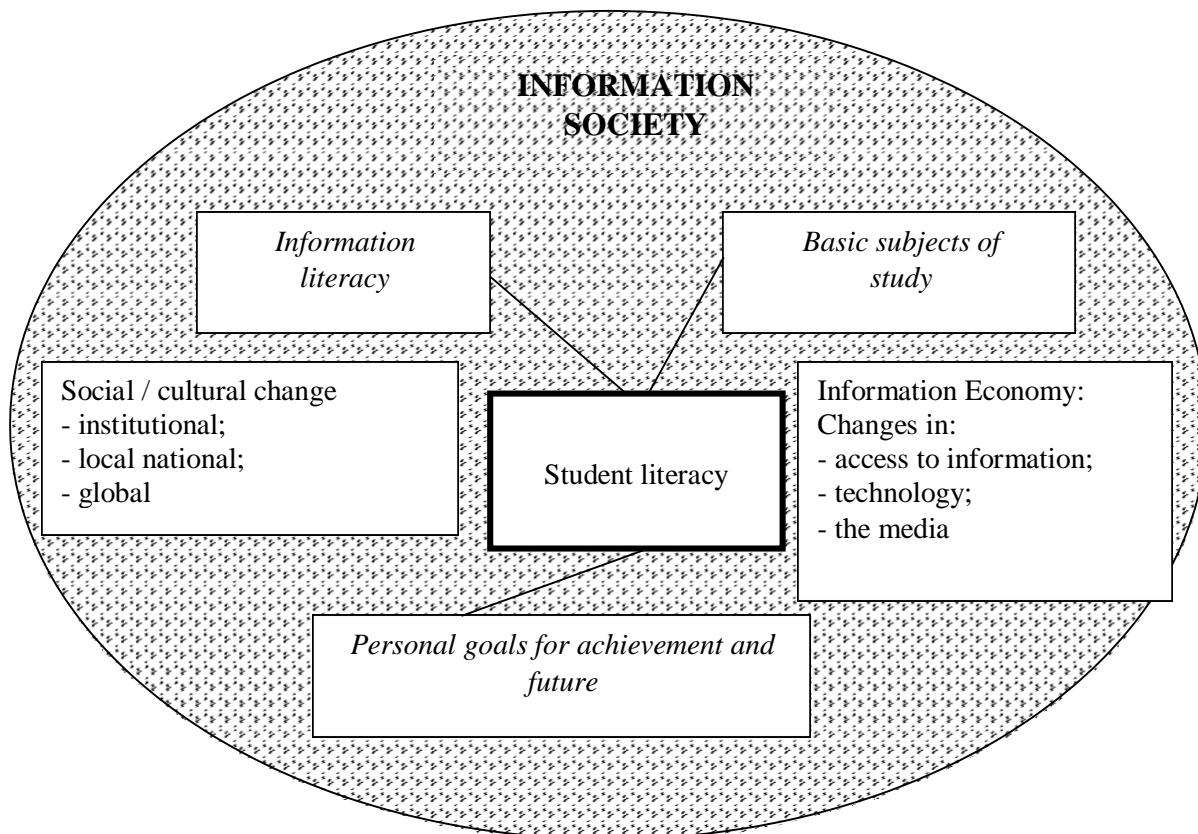 INFORMATION
SOCIETY
Information
literacy
Basic subjects of
study
Social / cultural change
- institutional;
- local national;
- global
Student literacy
Information Economy:
Changes in:
- access to information;
- technology;
- the media
Personal goals for achievement and
future